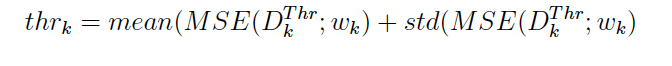 $thr_k = mean(MSE(D_k^{Thr}; w_k) + std(MSE(D_k^{Thr}; w_k)$